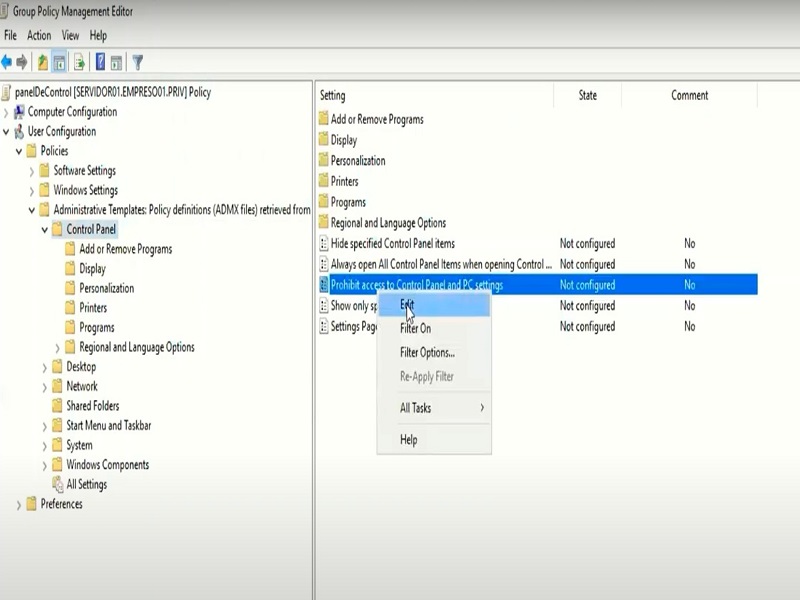 Group Policy Management Editor
File Action View Help
panelDeControl [SERVIDOR01.EMPRESO01.PRIV] Policy
Computer Configuration
User Configuration
Policies
Software Settings
Windows Settings
Administrative Templates: Policy definitions (ADMX files) retrieved from
Control Panel
Add or Remove Programs
Display
Personalization
Printers
Programs
Regional and Language Options
Desktop
Network
Shared Folders
Start Menu and Taskbar
System
Windows Components
All Settings
Preferences
Setting State Comment
Add or Remove Programs
Display
Personalization
Printers
Programs
Regional and Language Options
Hide specified Control Panel items Not configured No
Always open All Control Panel Items when opening Control ... Not configured No
Prohibit access to Control Panel and PC settings Not configured No
Show only sp Not configured No
Settings Pag Not configured No
Edit
Filter On
Filter Options...
Re-Apply Filter
All Tasks
Help